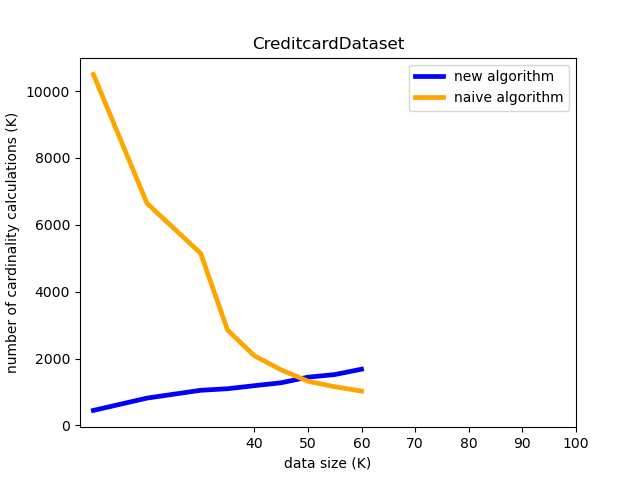 CreditcardDataset
new algorithm
naive algorithm
number of cardinality calculations (K)
10000
8000
6000
4000
2000
0
40 50 60 70 80 90 100
data size (K)